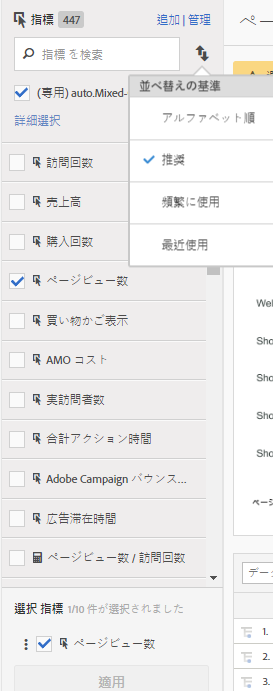 指標 447
追加 | 管理
ペー
指標 を検索
(専用) auto.Mixed-
詳細選択
並べ替えの基準
アルファベット順
推奨
頻繁に使用
最近使用
訪問回数
売上高
購入回数
ページビュー数
買い物かご表示
AMO コスト
実訪問者数
合計アクション時間
Adobe Campaign バウンス...
広告滞在時間
ページビュー数 / 訪問回数
選択 指標 1/10 件が選択されました
ページビュー数
適用
Wel
Sho
Sho
Sho
Sho
ページ
データ
1.
2.
3.